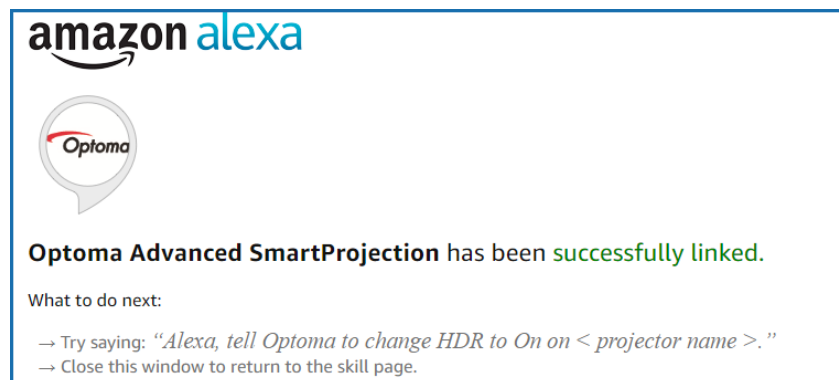 amazon alexa
Optoma
Optoma Advanced SmartProjection has been successfully linked.
What to do next:
→ Try saying: “Alexa, tell Optoma to change HDR to On on < projector name >.”
→ Close this window to return to the skill page.